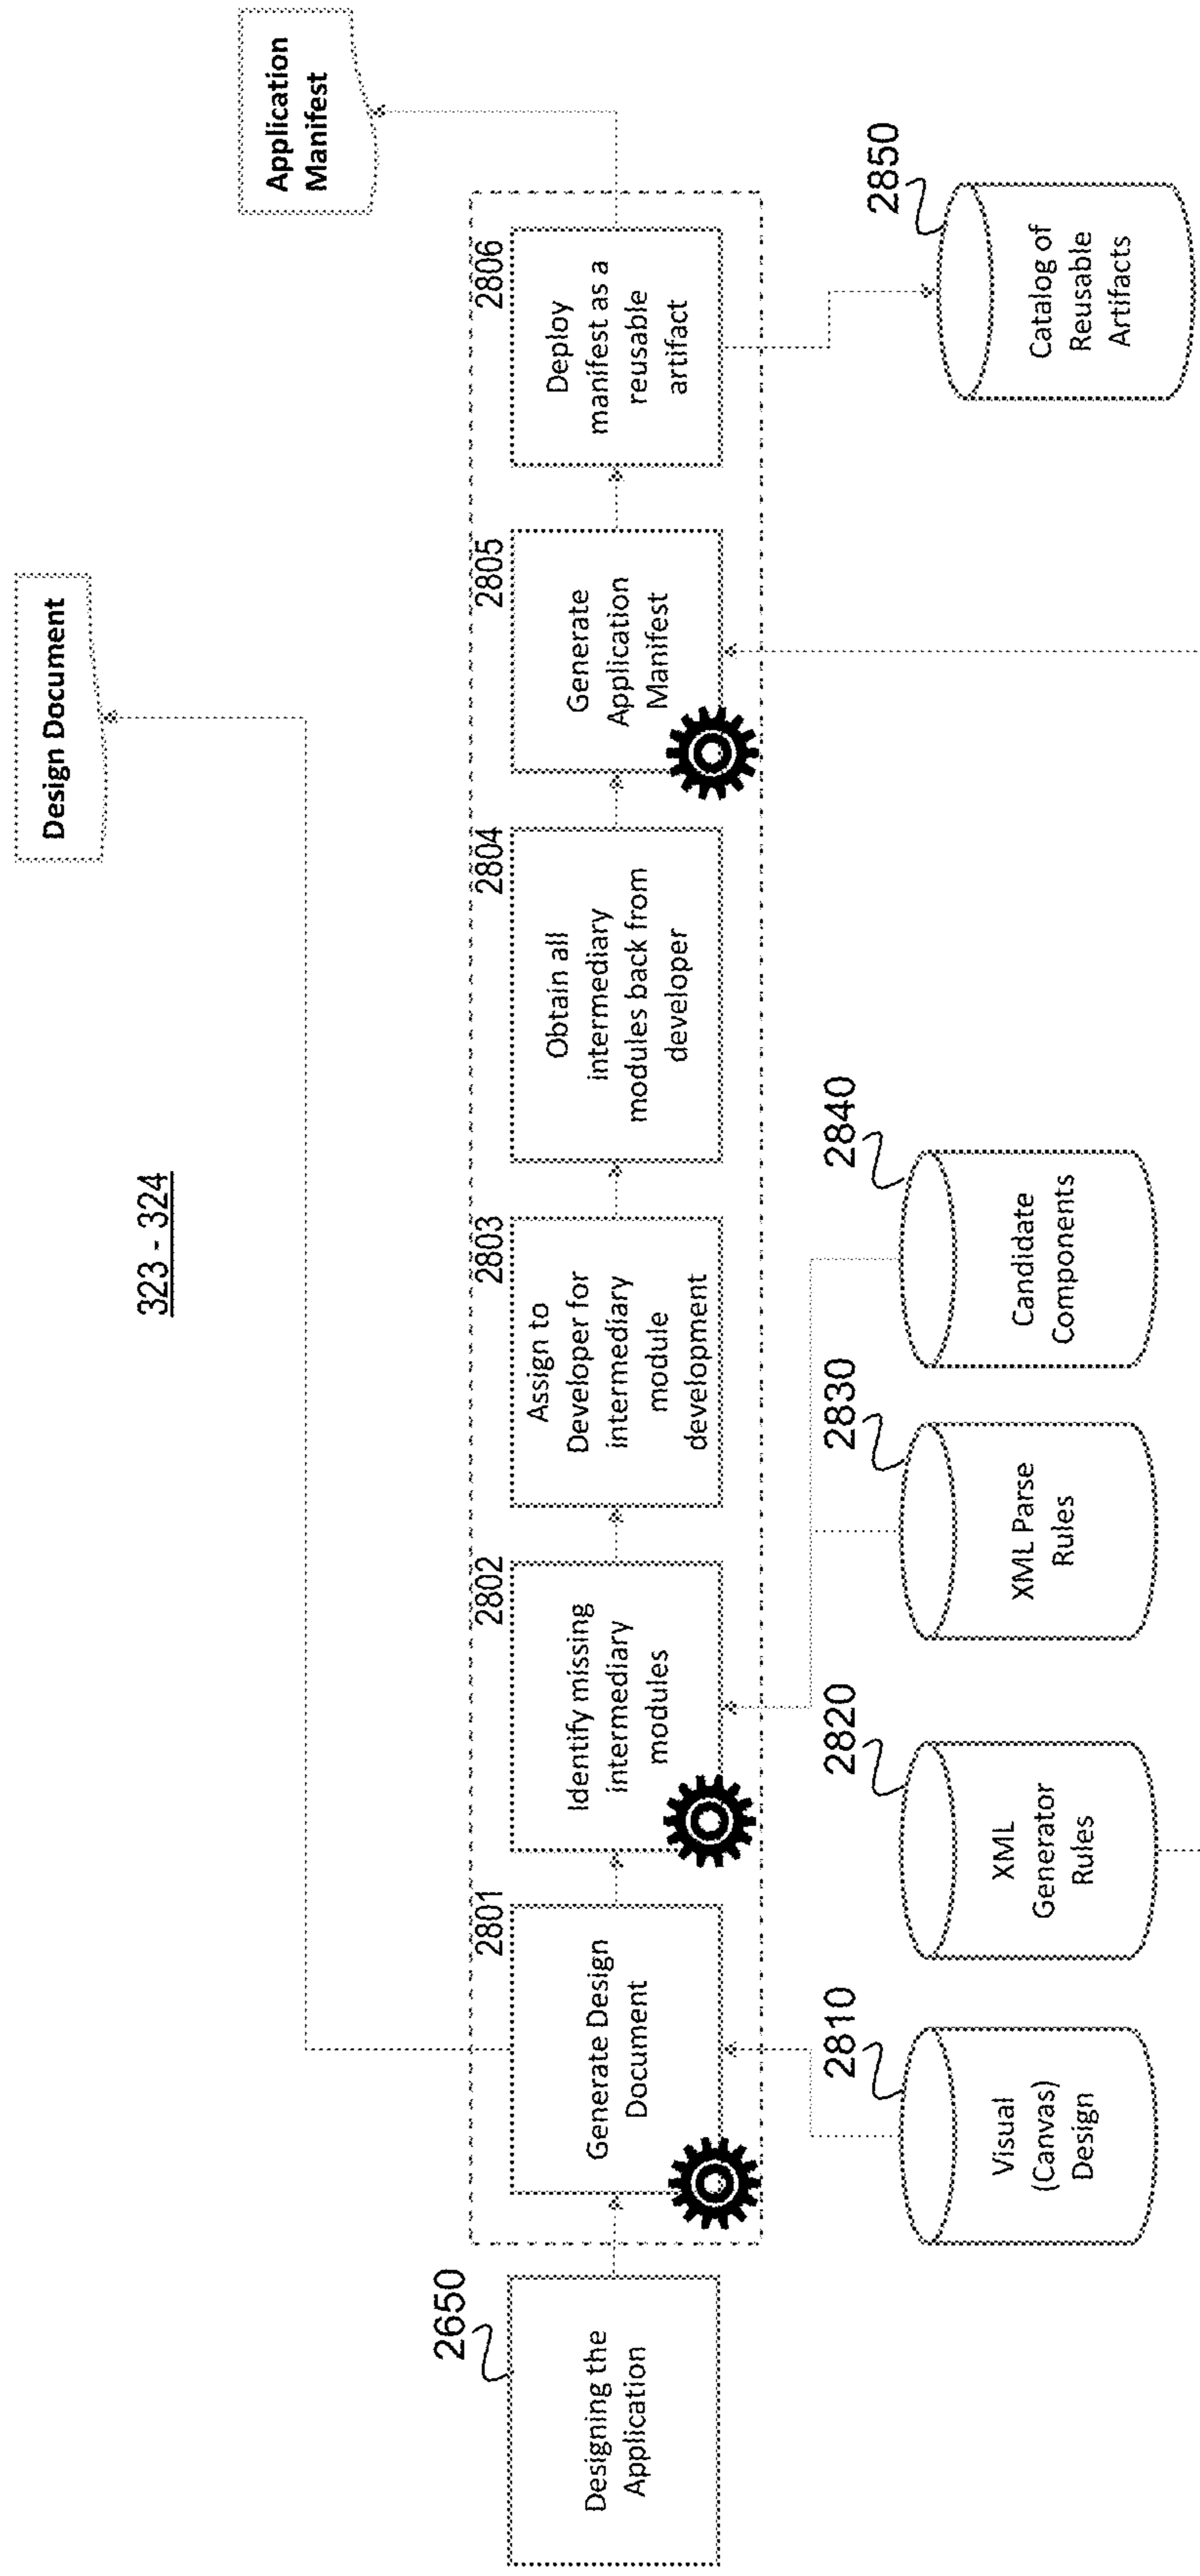 Design Document
Application
Manifest
323 - 324
2650
Designing the
Application
2801
Generate Design
Document
2802
Identify missing
intermediary
modules
2803
Assign to
Developer for
intermediary
module
development
2804
Obtain all
intermediary
modules back from
developer
2805
Generate
Application
Manifest
2806
Deploy
manifest as a
reusable
artifact
2810
Visual
(Canvas)
Design
2820
XML
Generator
Rules
2830
XML Parse
Rules
2840
Candidate
Components
2850
Catalog of
Reusable
Artifacts